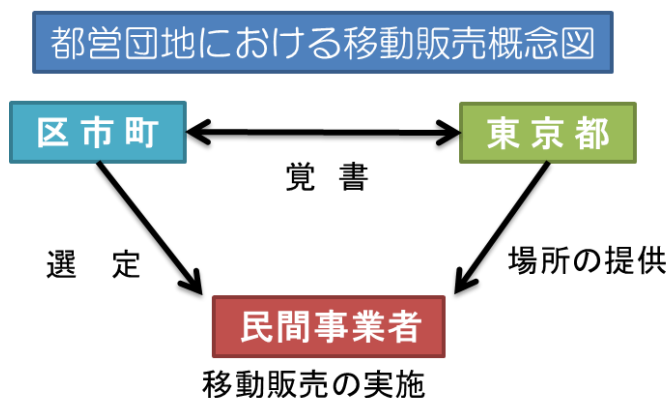 都営団地における移動販売概念図
区市町
東京都
覚書
選定
場所の提供
民間事業者
移動販売の実施